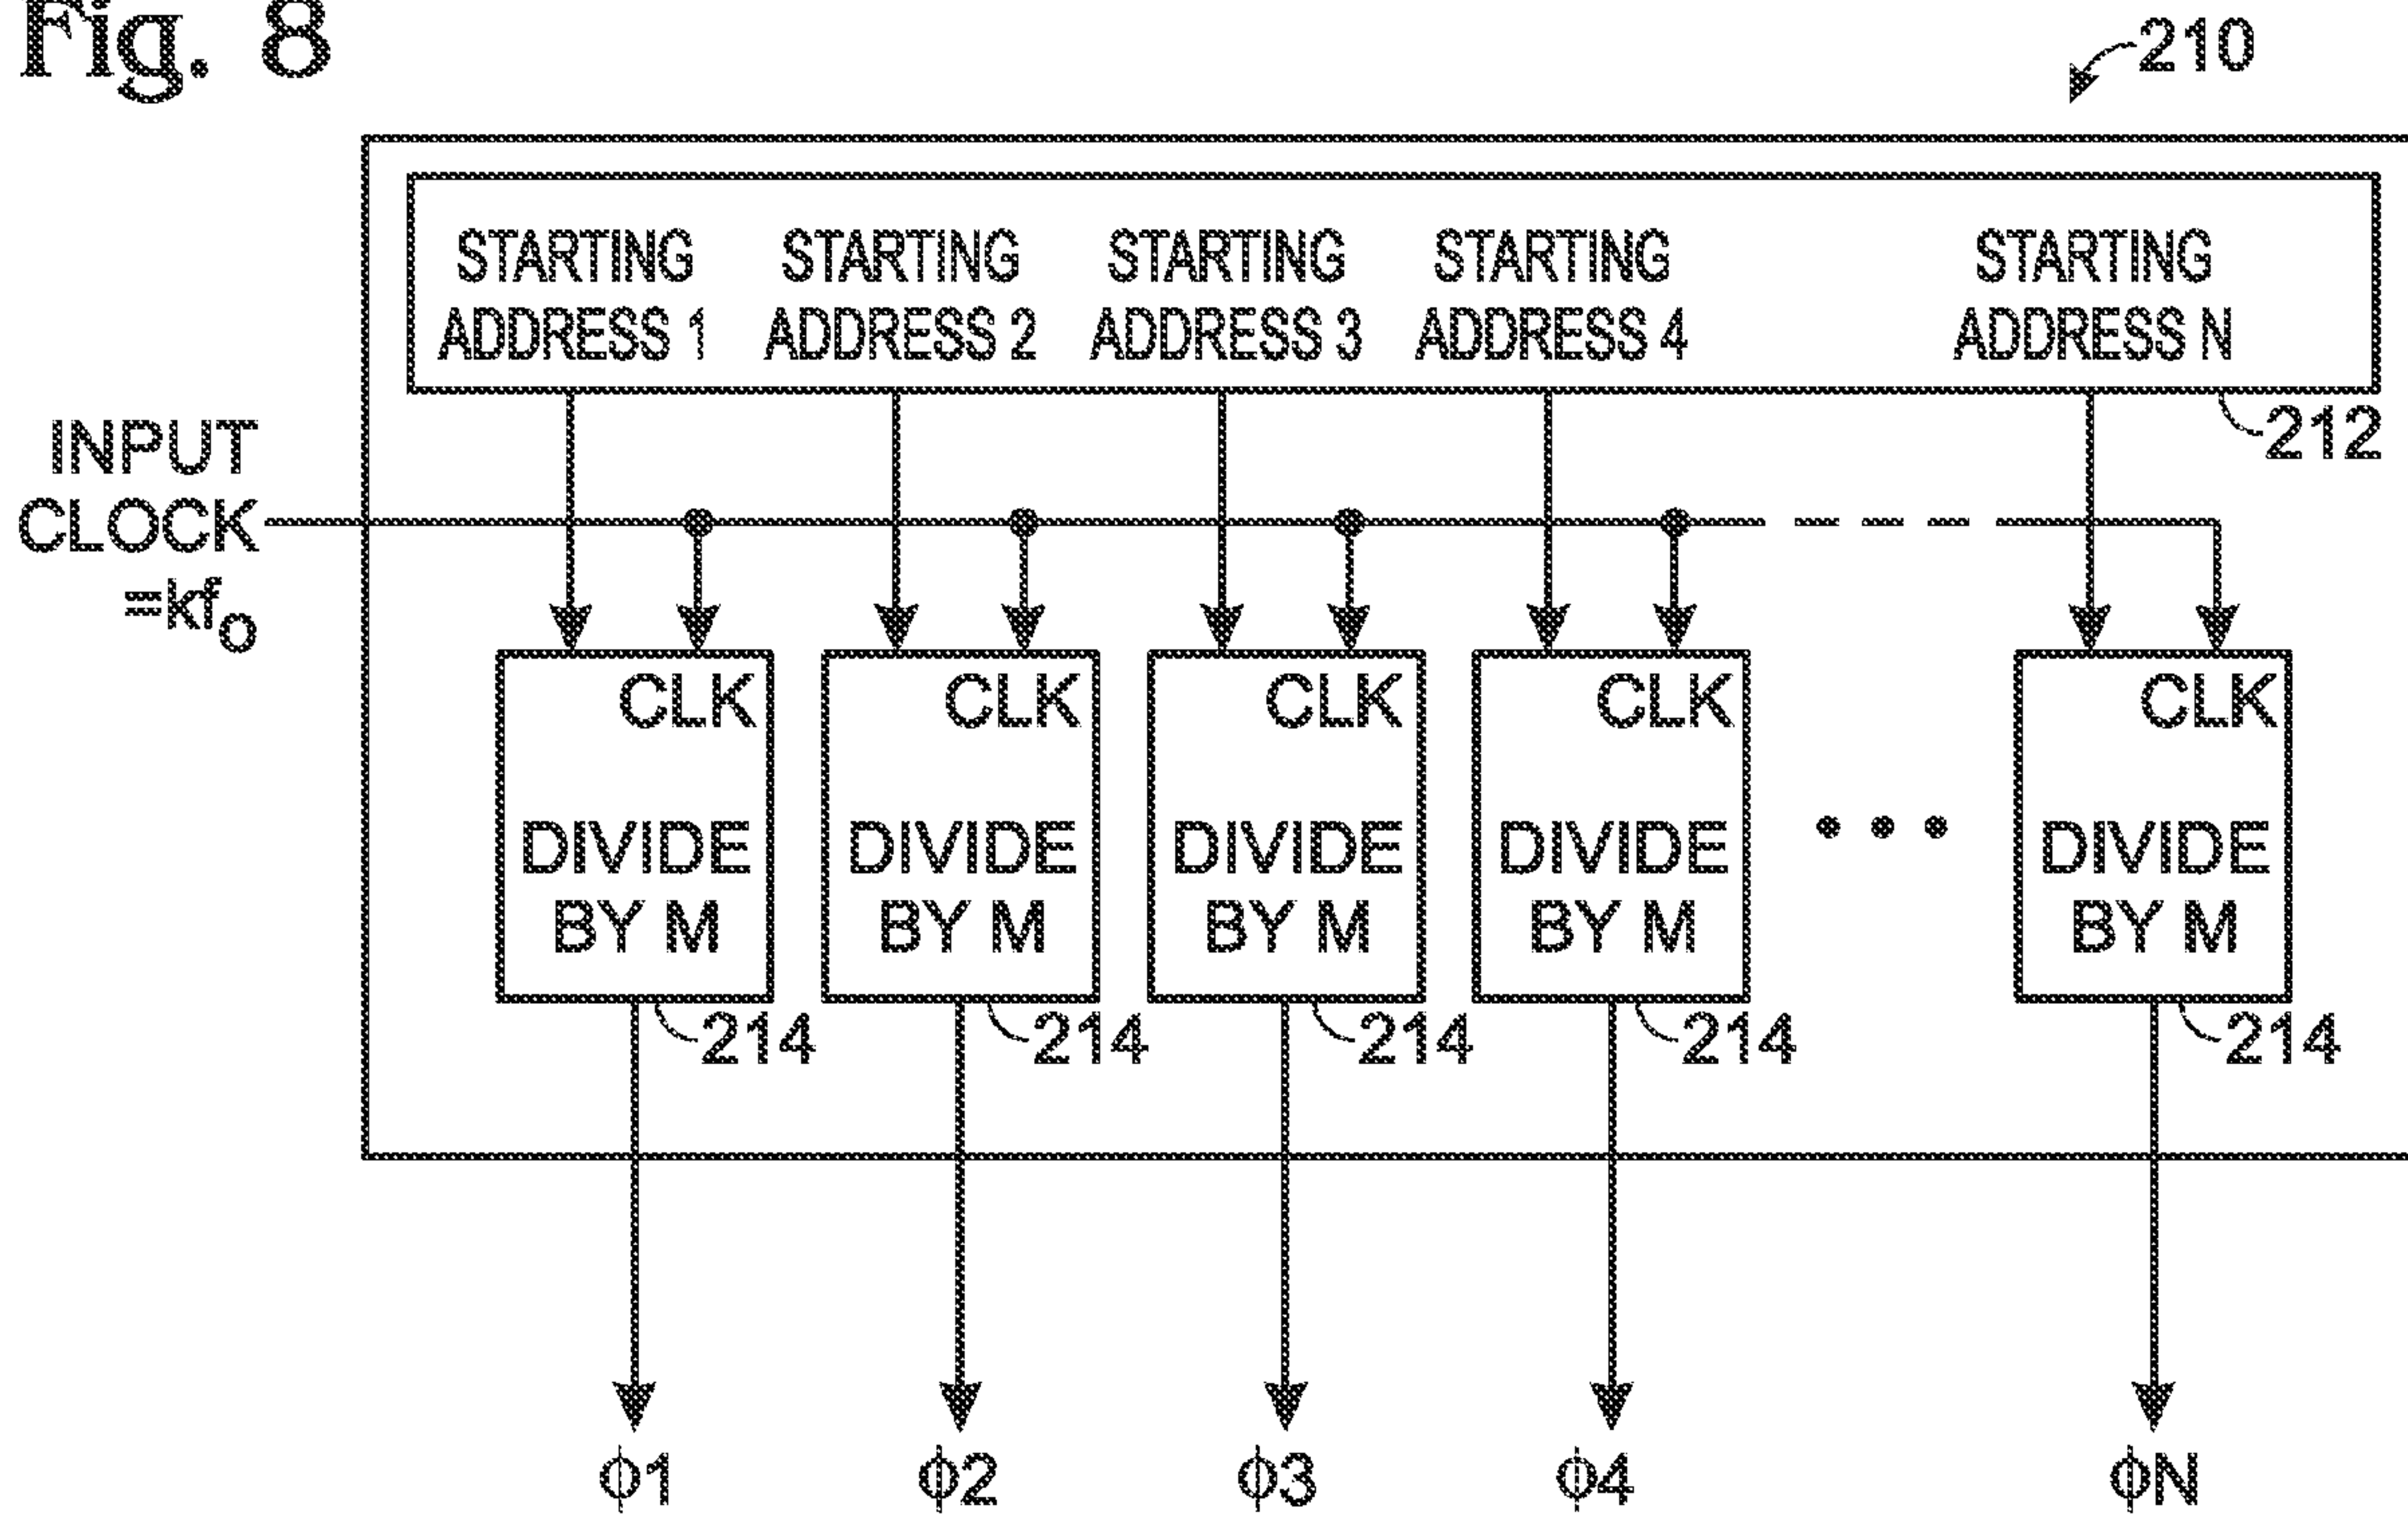 Fig. 8
210
STARTING STARTING STARTING STARTING STARTING
ADDRESS 1 ADDRESS 2 ADDRESS 3 ADDRESS 4 ADDRESS N
212
INPUT
CLOCK
=kfo
CLK CLK CLK CLK CLK
DIVIDE DIVIDE DIVIDE DIVIDE • • • DIVIDE
BY M BY M BY M BY M BY M
214 214 214 214 214
ϕ1 ϕ2 ϕ3 ϕ4 ϕN